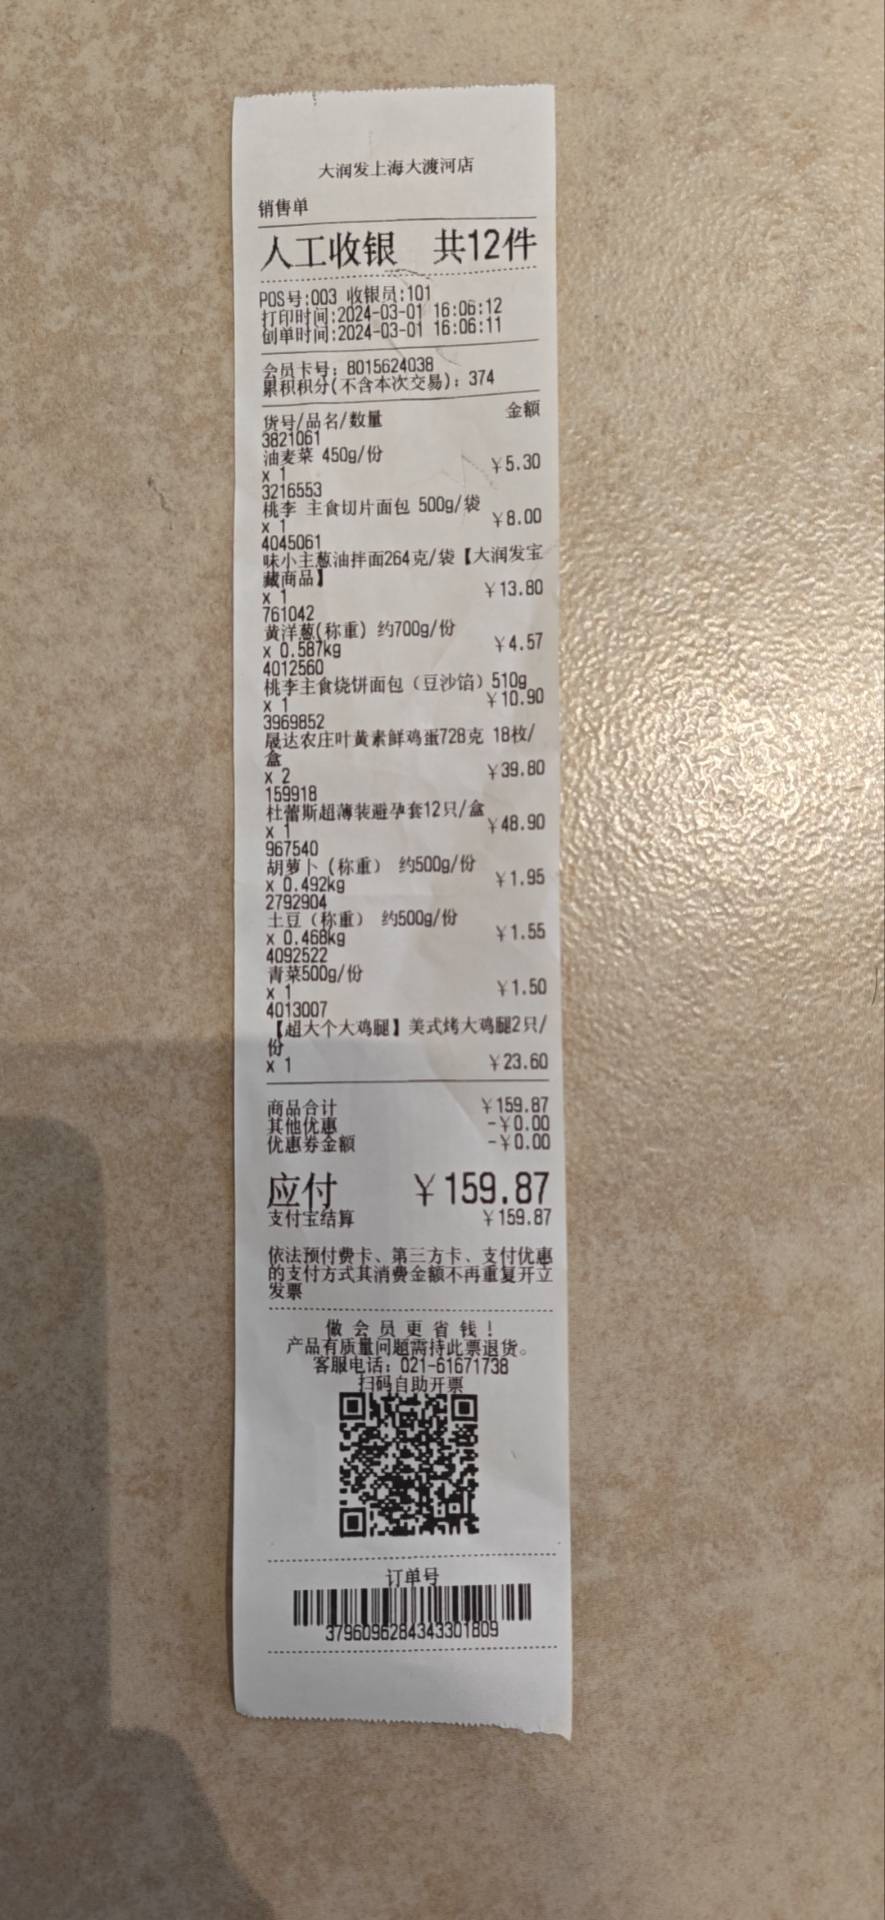 大润发上海大渡河店
销售单
人工收银 共12件
POS号:003 收银员:101
打印时间:2024-03-01 16:06:12
创单时间:2024-03-01 16:06:11
会员卡号: 8015624038
累积积分(不含本次交易): 374
货号/品名/数量 金额
3821061
油麦菜 450g/份
x 1 ¥5.30
3216553
桃李 主食切片面包 500g/袋
x 1 ¥8.00
4045061
味小主葱油拌面264克/袋【大润发宝
藏商品】
x 1 ¥13.80
761042
黄洋葱(称重) 约700g/份
x 0.587kg ¥4.57
4012560
桃李主食烧饼面包（豆沙馅）510g
x 1 ¥10.90
3969852
晟达农庄叶黄素鲜鸡蛋728克 18枚/
盒
x 2 ¥39.80
159918
杜蕾斯超薄装避孕套12只/盒
x 1 ¥48.90
967540
胡萝卜（称重） 约500g/份
x 0.492kg ¥1.95
2792904
土豆（称重） 约500g/份
x 0.468kg ¥1.55
4092522
青菜500g/份
x 1 ¥1.50
4013007
【超大个大鸡腿】美式烤大鸡腿2只/
份
x 1 ¥23.60
商品合计 ¥159.87
其他优惠 -¥0.00
优惠券金额 -¥0.00
应付 ¥159.87
支付宝结算 ¥159.87
依法预付费卡、第三方卡、支付优惠
的支付方式其消费金额不再重复开立
发票
做会员更省钱!
产品有质量问题需持此票退货。
客服电话: 021-61671738
扫码自助开票
订单号
3796096284343301809